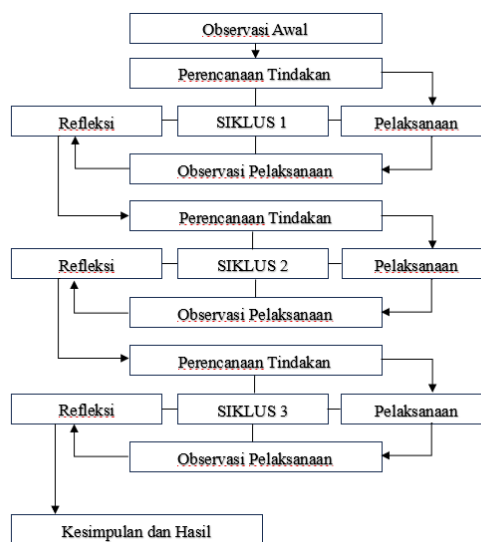 Observasi Awal
Perencanaan Tindakan
Refleksi
SIKLUS 1
Pelaksanaan
Observasi Pelaksanaan
Perencanaan Tindakan
Refleksi
SIKLUS 2
Pelaksanaan
Observasi Pelaksanaan
Perencanaan Tindakan
Refleksi
SIKLUS 3
Pelaksanaan
Observasi Pelaksanaan
Kesimpulan dan Hasil